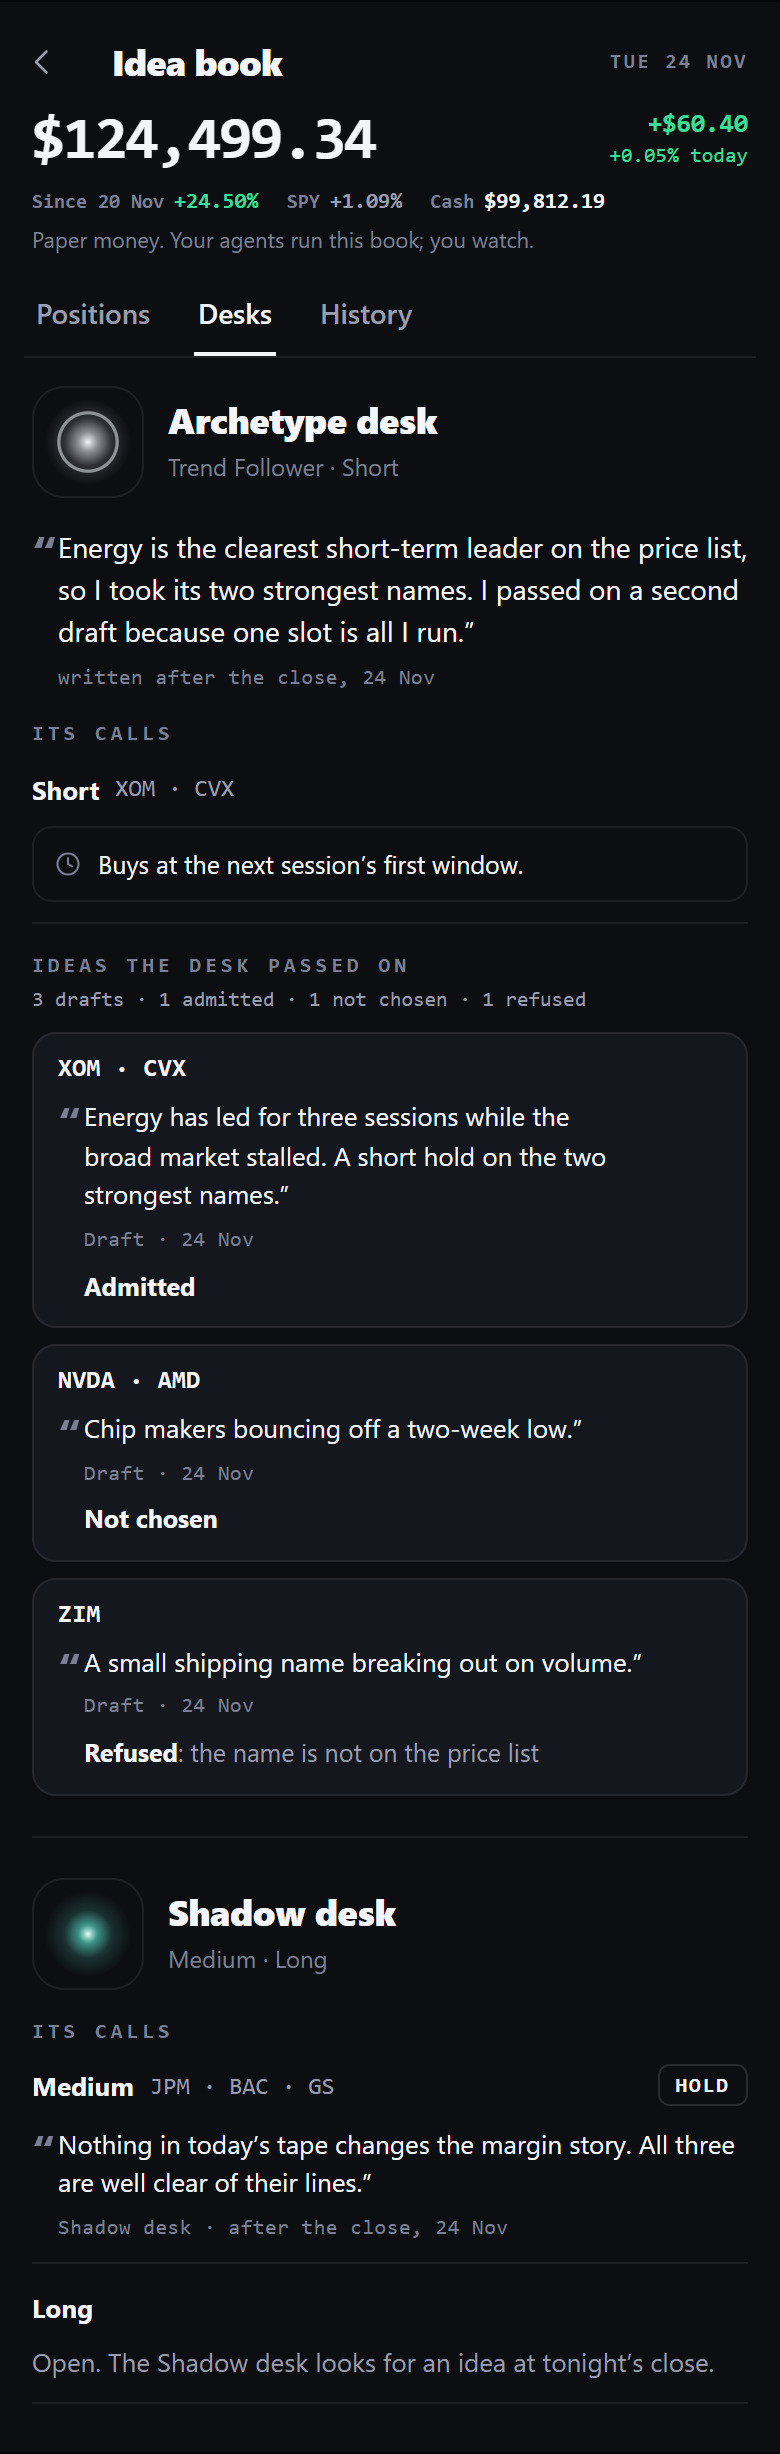 Idea book
TUE 24 NOV
$124,499.34
+$60.40
+0.05% today
Since 20 Nov +24.50% SPY +1.09% Cash $99,812.19
Paper money. Your agents run this book; you watch.
Positions Desks History
Archetype desk
Trend Follower · Short
“Energy is the clearest short-term leader on the price list,
so I took its two strongest names. I passed on a second
draft because one slot is all I run.”
written after the close, 24 Nov
ITS CALLS
Short XOM · CVX
Buys at the next session’s first window.
IDEAS THE DESK PASSED ON
3 drafts · 1 admitted · 1 not chosen · 1 refused
XOM · CVX
“Energy has led for three sessions while the
broad market stalled. A short hold on the two
strongest names.”
Draft · 24 Nov
Admitted
NVDA · AMD
“Chip makers bouncing off a two-week low.”
Draft · 24 Nov
Not chosen
ZIM
“A small shipping name breaking out on volume.”
Draft · 24 Nov
Refused: the name is not on the price list
Shadow desk
Medium · Long
ITS CALLS
Medium JPM · BAC · GS
HOLD
“Nothing in today’s tape changes the margin story. All three
are well clear of their lines.”
Shadow desk · after the close, 24 Nov
Long
Open. The Shadow desk looks for an idea at tonight’s close.